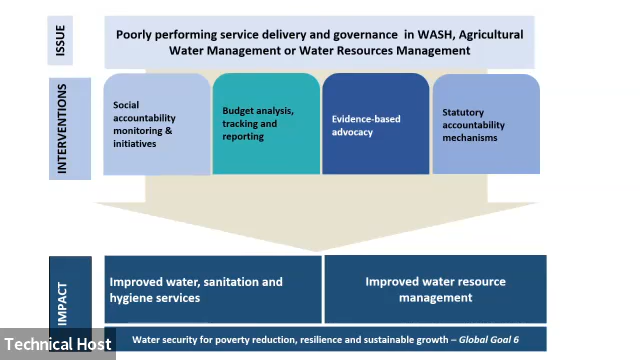 ISSUE
Poorly performing service delivery and governance in WASH, Agricultural
Water Management or Water Resources Management
INTERVENTIONS
Social
accountability
monitoring &
initiatives
Budget analysis,
tracking and
reporting
Evidence-based
advocacy
Statutory
accountability
mechanisms
IMPACT
Improved water, sanitation and
hygiene services
Improved water resource
management
Water security for poverty reduction, resilience and sustainable growth – Global Goal 6
Technical Host